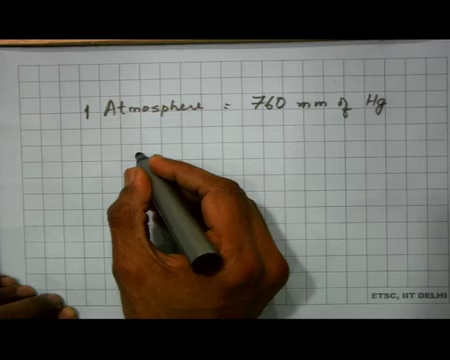 1 Atmosphere = 760 mm of Hg
ETSC, IIT DELHI